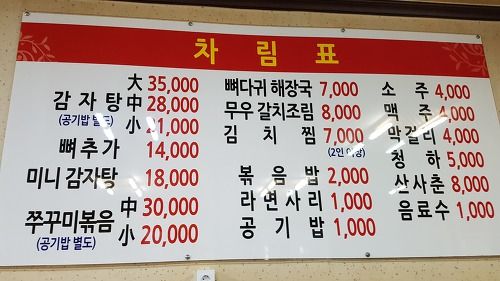 차림표
大 35,000
감자탕 中 28,000
(공기밥 별도) 小 21,000
뼈추가 14,000
미니 감자탕 18,000
쭈꾸미볶음 中 30,000
(공기밥 별도) 小 20,000
뼈다귀 해장국 7,000
무우 갈치조림 8,000
김치찜 7,000
(2인 이상)
볶음밥 2,000
라면사리 1,000
공기밥 1,000
소주 4,000
맥주 4,000
막걸리 4,000
청하 5,000
산사춘 8,000
음료수 1,000